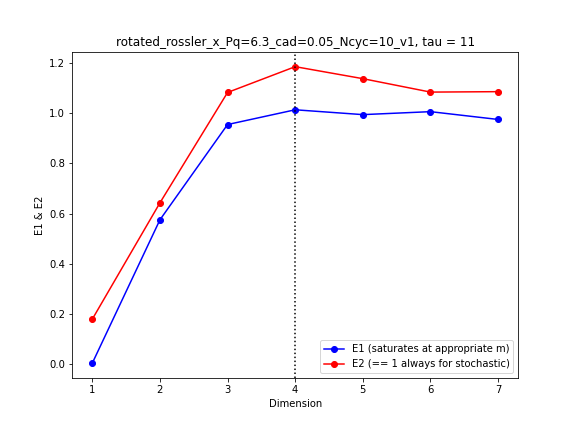 rotated_rossler_x_Pq=6.3_cad=0.05_Ncyc=10_v1, tau = 11
1.2
1.0
0.8
0.6
0.4
0.2
0.0
E1 & E2
E1 (saturates at appropriate m)
E2 (== 1 always for stochastic)
1 2 3 4 5 6 7
Dimension